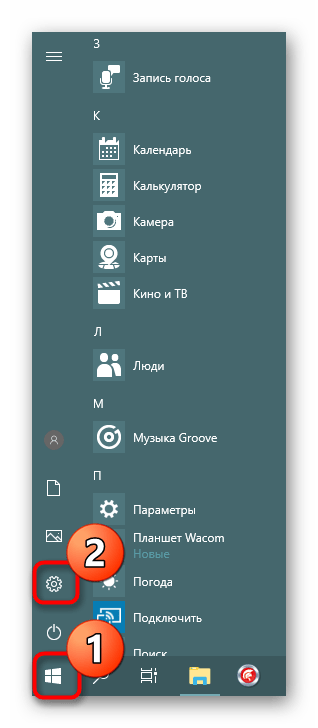 З
Запись голоса
К
Календарь
Калькулятор
Камера
Карты
Кино и ТВ
Л
Люди
М
Музыка Groove
П
Параметры
Планшет Wacom
Новые
2
Погода
Подключить
1
Поиск